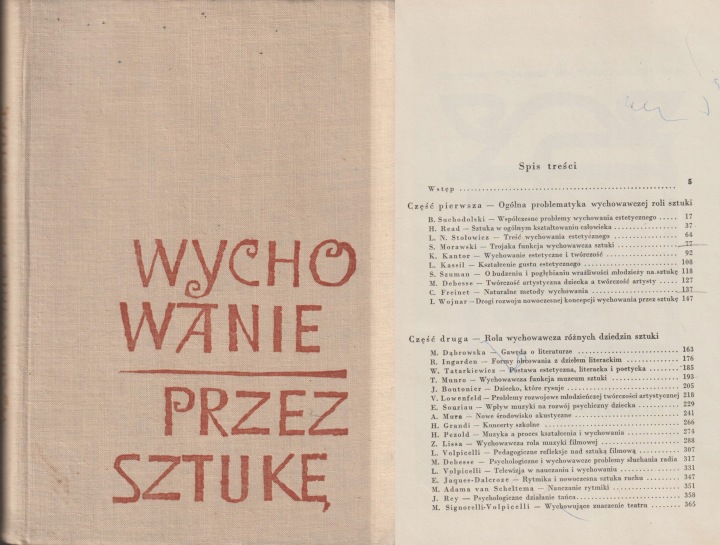 WYCHO
WANIE
PRZEZ
SZTUKĘ
Spis treści
5
Wstęp
Część pierwsza — Ogólna problematyka wychowawczej roli sztuki
B. Suchodolski — Współczesne problemy wychowania estetycznego ..... 17
H. Read — Sztuka w ogólnym kształtowaniu człowieka ..... 37
L. N. Stołowicz — Treść wychowania estetycznego ..... 64
S. Morawski — Trojaka funkcja wychowawcza sztuki ..... 77
K. Kantor — Wychowanie estetyczne i twórczość ..... 92
L. Kassil — Kształcenie gustu estetycznego ..... 108
S. Szuman — O budzeniu i pogłębianiu wrażliwości młodzieży na sztukę 118
M. Debesse — Twórczość artystyczna dziecka a twórczość artysty ..... 127
C. Freinet — Naturalne metody wychowania ..... 137
I. Wojnar — Drogi rozwoju nowoczesnej koncepcji wychowania przez sztukę 147
Część druga — Rola wychowawcza różnych dziedzin sztuki
M. Dąbrowska — Gawęda o literaturze ..... 163
R. Ingarden — Formy obcowania z dziełem literackim ..... 176
W. Tatarkiewicz — Postawa estetyczna, literacka i poetycka ..... 185
T. Munro — Wychowawcza funkcja muzeum sztuki ..... 193
J. Boutonier — Dziecko, które rysuje ..... 205
V. Lowenfeld — Problemy rozwojowe młodzieńczej twórczości artystycznej 218
E. Souriau — Wpływ muzyki na rozwój psychiczny dziecka ..... 229
A. Mura — Nowe środowisko akustyczne ..... 241
H. Grandi — Koncerty szkolne ..... 266
H. Pezold — Muzyka a proces kształcenia i wychowania ..... 274
Z. Lissa — Wychowawcza rola muzyki filmowej ..... 288
L. Volpicelli — Pedagogiczne refleksje nad sztuką filmową ..... 307
M. Debesse — Psychologiczne i wychowawcze problemy słuchania radia 317
L. Volpicelli — Telewizja w nauczaniu i wychowaniu ..... 331
E. Jaques-Dalcroze — Rytmika i nowoczesna sztuka ruchu ..... 347
M. Adama van Scheltema — Nauczanie rytmiki ..... 351
J. Rey — Psychologiczne działanie tańca ..... 358
M. Signorelli-Volpicelli — Wychowujące znaczenie teatru ..... 365